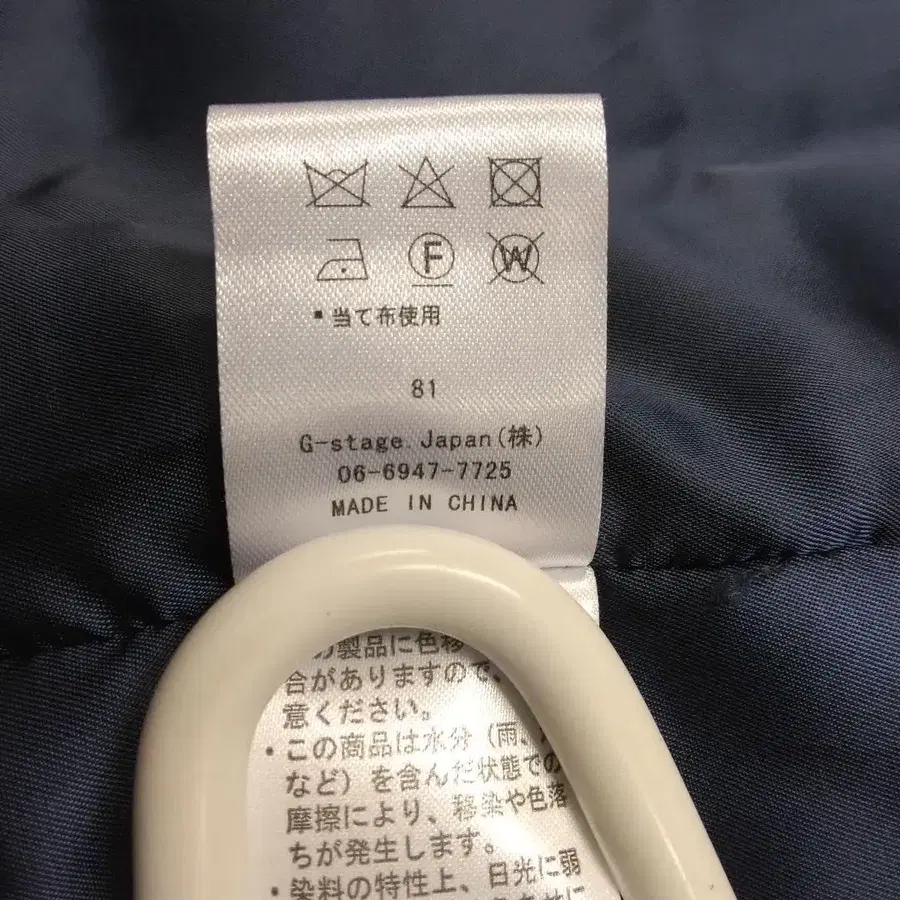 F W
▪当て布使用
81
G-stage.Japan(株)
06-6947-7725
MADE IN CHINA
製品に色移
合がありますので、
意ください。
・この商品は水分（雨、
など）を含んだ状態での
摩擦により、移染や色落
ちが発生します。
・染料の特性上、日光に弱